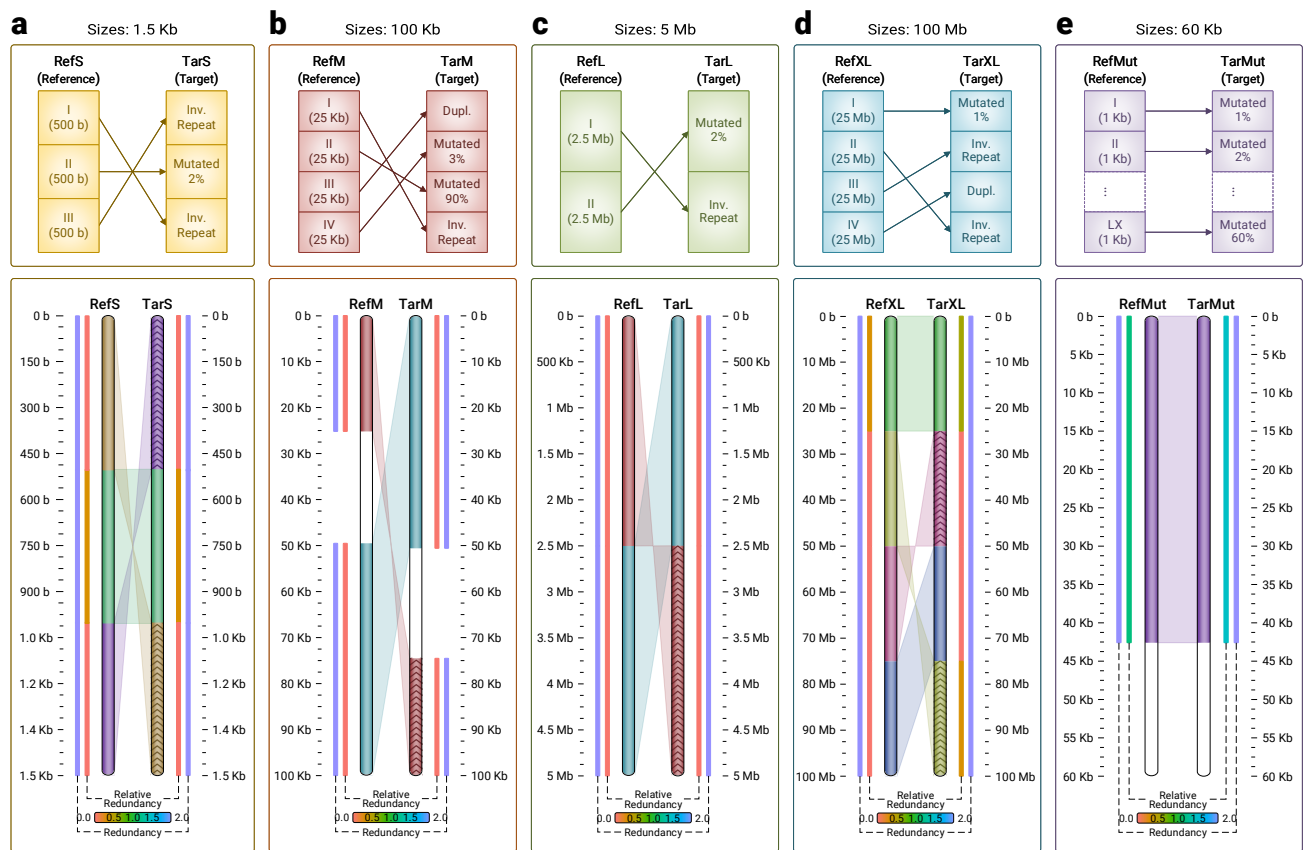 a
Sizes: 1.5 Kb
RefS
(Reference)
TarS
(Target)
I
(500 b)
II
(500 b)
III
(500 b)
Inv.
Repeat
Mutated
2%
Inv.
Repeat
b
Sizes: 100 Kb
RefM
(Reference)
TarM
(Target)
I
(25 Kb)
II
(25 Kb)
III
(25 Kb)
IV
(25 Kb)
Dupl.
Mutated
3%
Mutated
90%
Inv.
Repeat
c
Sizes: 5 Mb
RefL
(Reference)
TarL
(Target)
I
(2.5 Mb)
II
(2.5 Mb)
Mutated
2%
Inv.
Repeat
d
Sizes: 100 Mb
RefXL
(Reference)
TarXL
(Target)
I
(25 Mb)
II
(25 Mb)
III
(25 Mb)
IV
(25 Mb)
Mutated
1%
Inv.
Repeat
Dupl.
Inv.
Repeat
e
Sizes: 60 Kb
RefMut
(Reference)
TarMut
(Target)
I
(1 Kb)
II
(1 Kb)
⋮
LX
(1 Kb)
Mutated
1%
Mutated
2%
⋮
Mutated
60%
RefS TarS
0 b 0 b
150 b 150 b
300 b 300 b
450 b 450 b
600 b 600 b
750 b 750 b
900 b 900 b
1.0 Kb 1.0 Kb
1.2 Kb 1.2 Kb
1.4 Kb 1.4 Kb
1.5 Kb 1.5 Kb
Relative
Redundancy
0.0 0.5 1.0 1.5 2.0
Redundancy
RefM TarM
0 b 0 b
10 Kb 10 Kb
20 Kb 20 Kb
30 Kb 30 Kb
40 Kb 40 Kb
50 Kb 50 Kb
60 Kb 60 Kb
70 Kb 70 Kb
80 Kb 80 Kb
90 Kb 90 Kb
100 Kb 100 Kb
Relative
Redundancy
0.0 0.5 1.0 1.5 2.0
Redundancy
RefL TarL
0 b 0 b
500 Kb 500 Kb
1 Mb 1 Mb
1.5 Mb 1.5 Mb
2 Mb 2 Mb
2.5 Mb 2.5 Mb
3 Mb 3 Mb
3.5 Mb 3.5 Mb
4 Mb 4 Mb
4.5 Mb 4.5 Mb
5 Mb 5 Mb
Relative
Redundancy
0.0 0.5 1.0 1.5 2.0
Redundancy
RefXL TarXL
0 b 0 b
10 Mb 10 Mb
20 Mb 20 Mb
30 Mb 30 Mb
40 Mb 40 Mb
50 Mb 50 Mb
60 Mb 60 Mb
70 Mb 70 Mb
80 Mb 80 Mb
90 Mb 90 Mb
100 Mb 100 Mb
Relative
Redundancy
0.0 0.5 1.0 1.5 2.0
Redundancy
RefMut TarMut
0 b 0 b
5 Kb 5 Kb
10 Kb 10 Kb
15 Kb 15 Kb
20 Kb 20 Kb
25 Kb 25 Kb
30 Kb 30 Kb
35 Kb 35 Kb
40 Kb 40 Kb
45 Kb 45 Kb
50 Kb 50 Kb
55 Kb 55 Kb
60 Kb 60 Kb
Relative
Redundancy
0.0 0.5 1.0 1.5 2.0
Redundancy